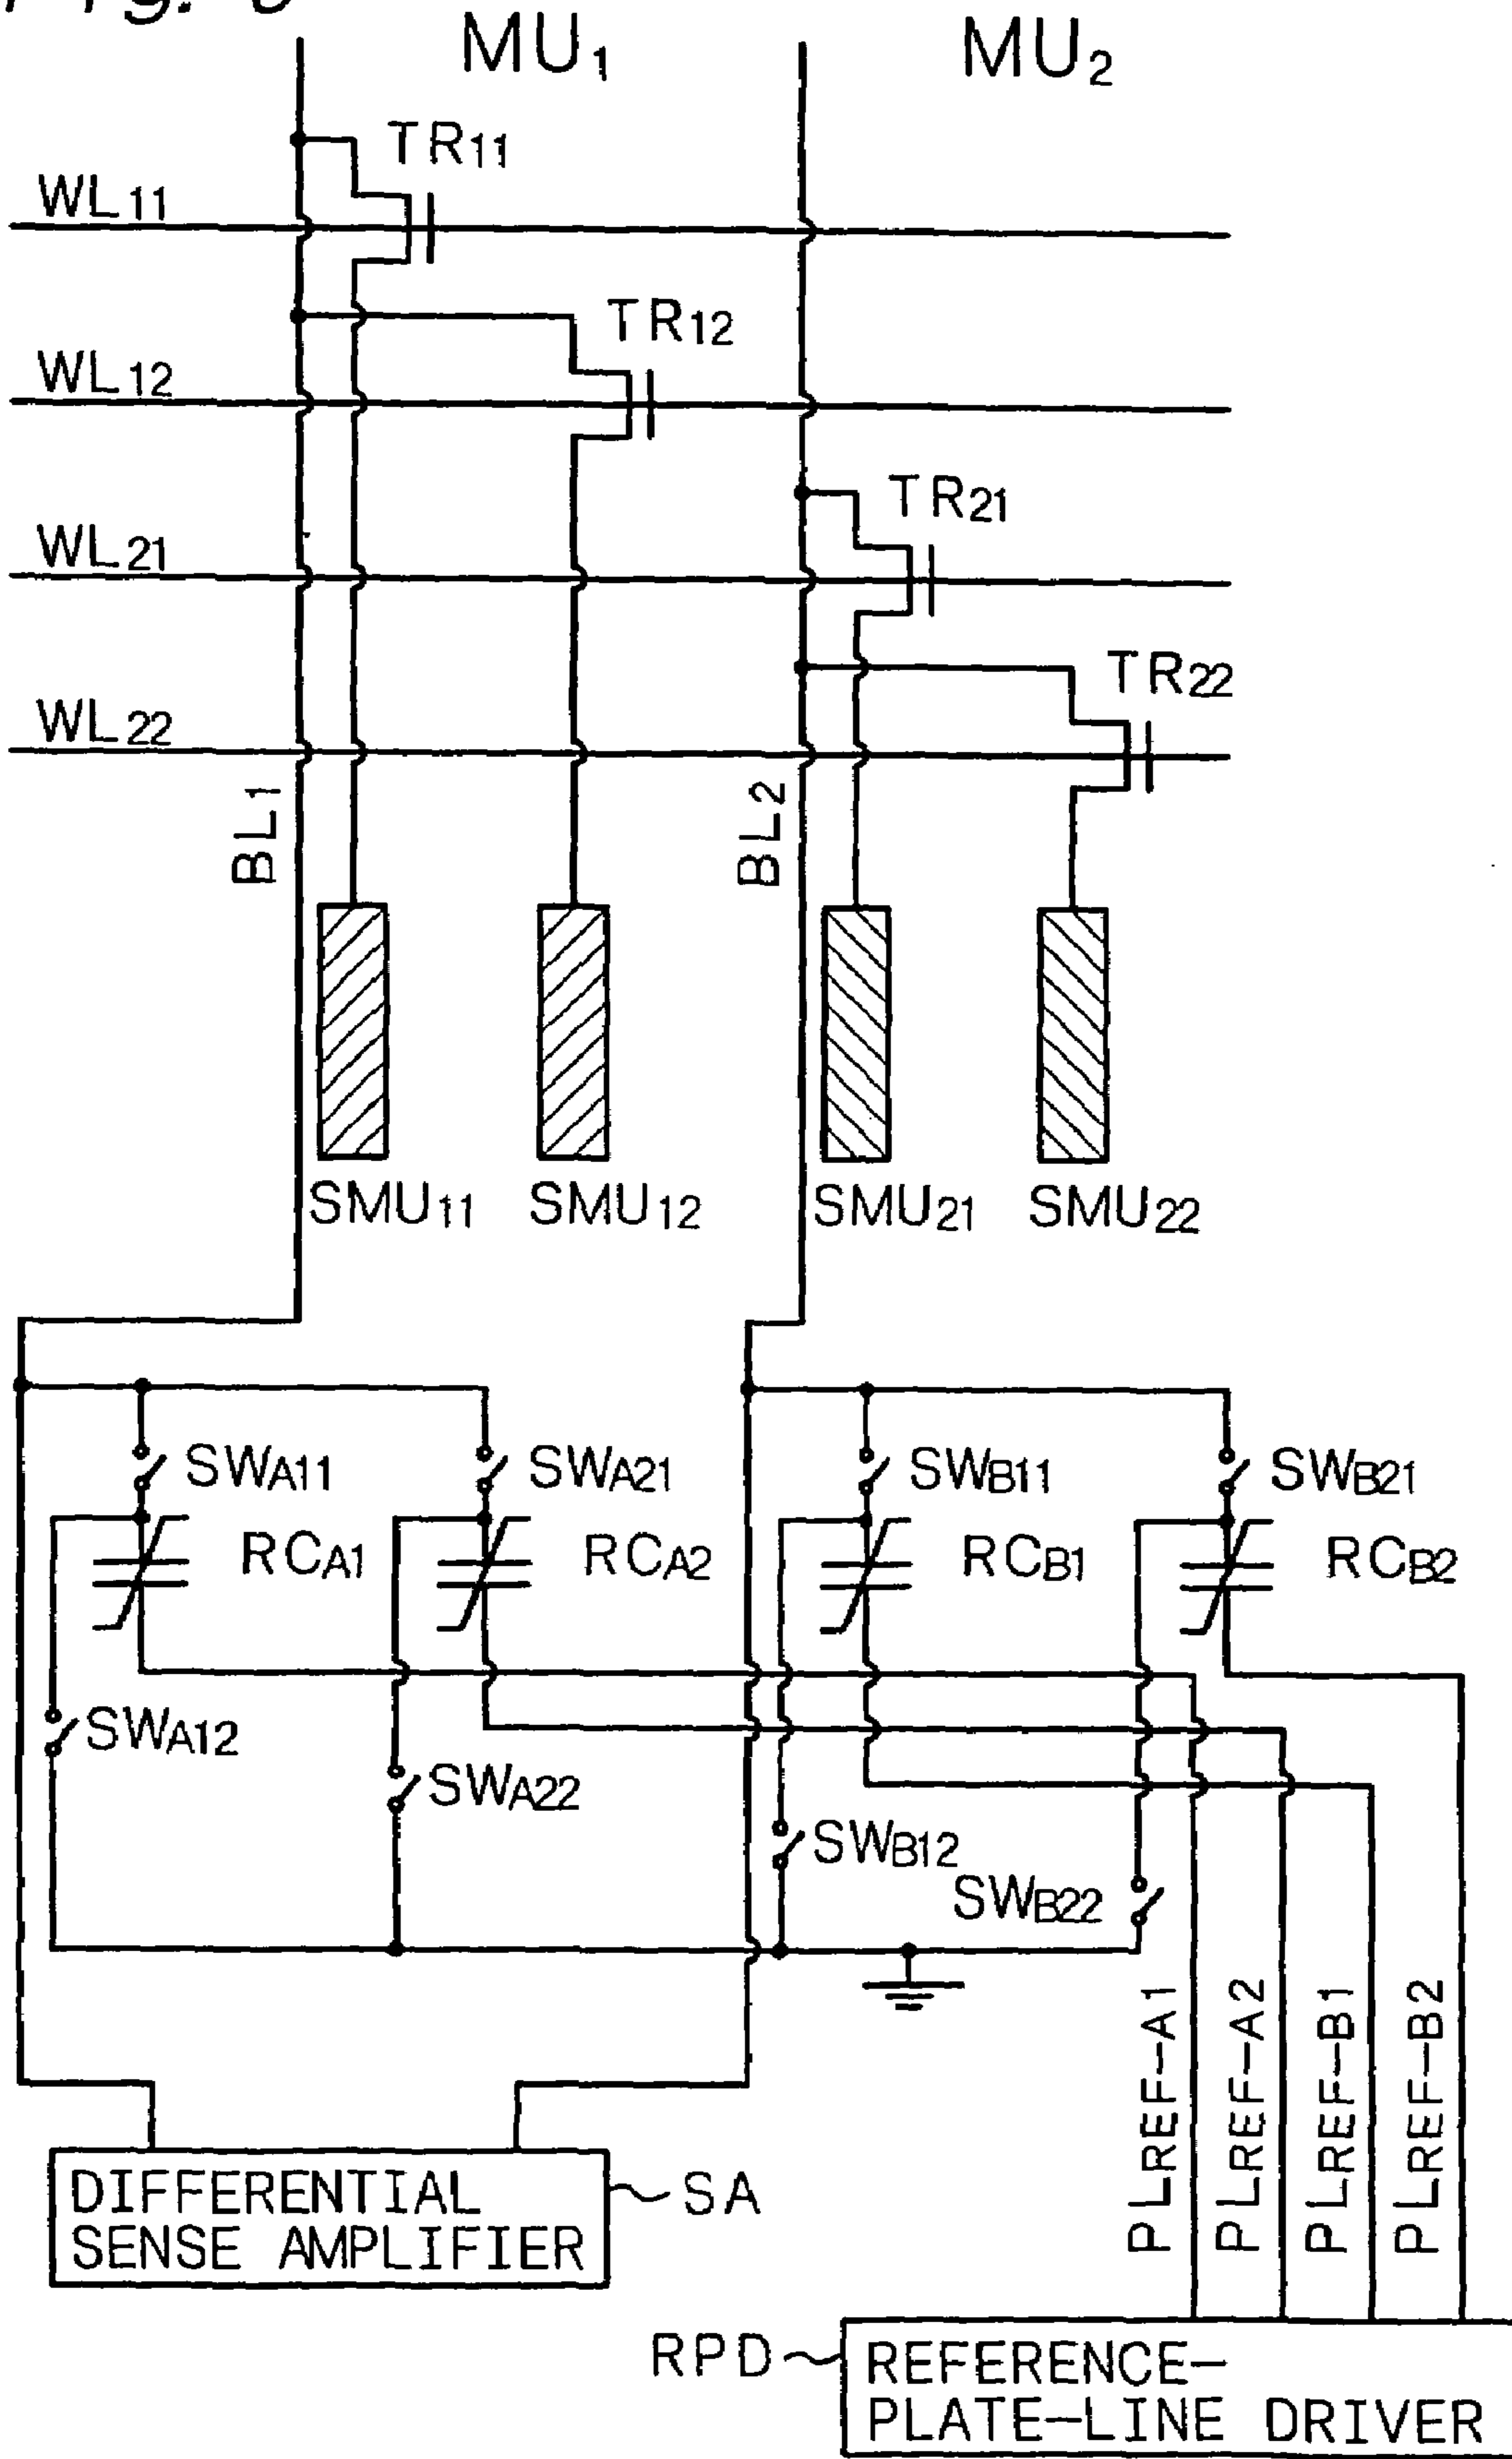 MU1 MU2
TR11
WL11
TR12
WL12
TR21
WL21
TR22
WL22
BL1 BL2
SMU11 SMU12 SMU21 SMU22
SWA11 SWA21 SWB11 SWB21
RCA1 RCA2 RCB1 RCB2
SWA12
SWA22
SWB12
SWB22
PLREF-A1
PLREF-A2
PLREF-B1
PLREF-B2
DIFFERENTIAL
SENSE AMPLIFIER
SA
RPD
REFERENCE-
PLATE-LINE DRIVER